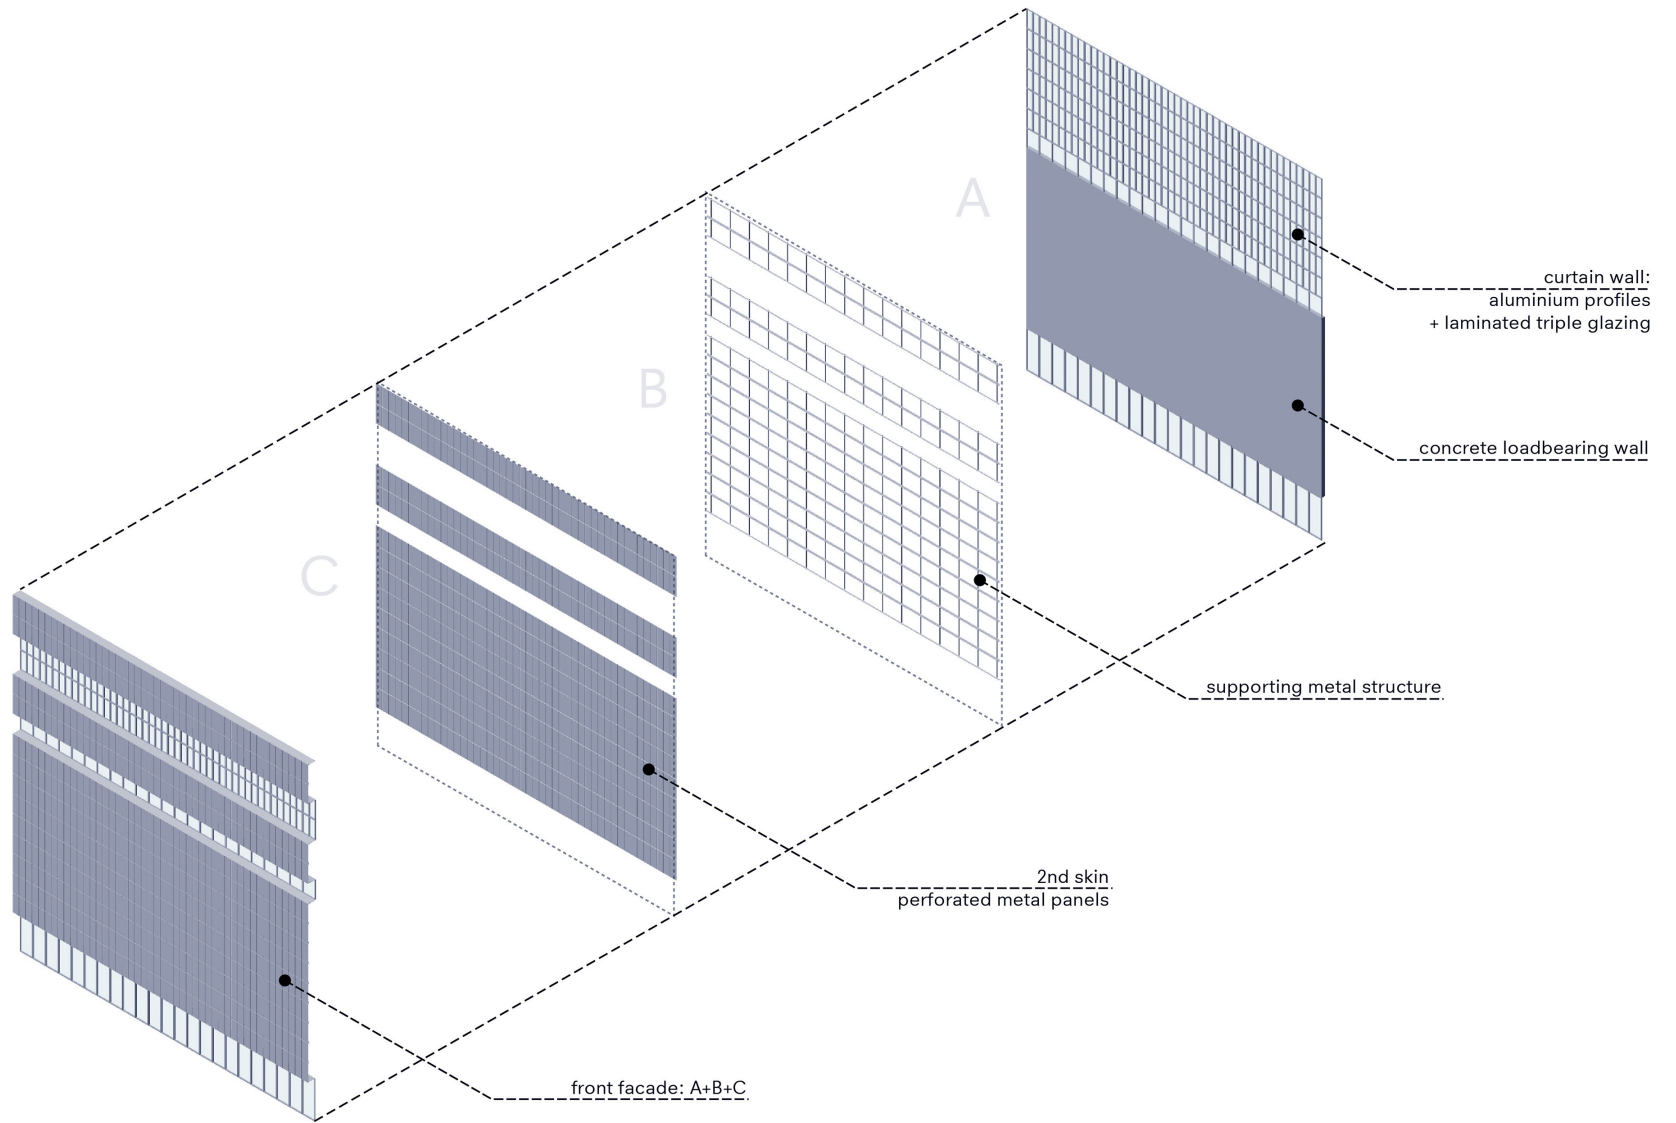 A
curtain wall:
aluminium profiles
+ laminated triple glazing
B
concrete loadbearing wall
C
supporting metal structure
2nd skin
perforated metal panels
front facade: A+B+C